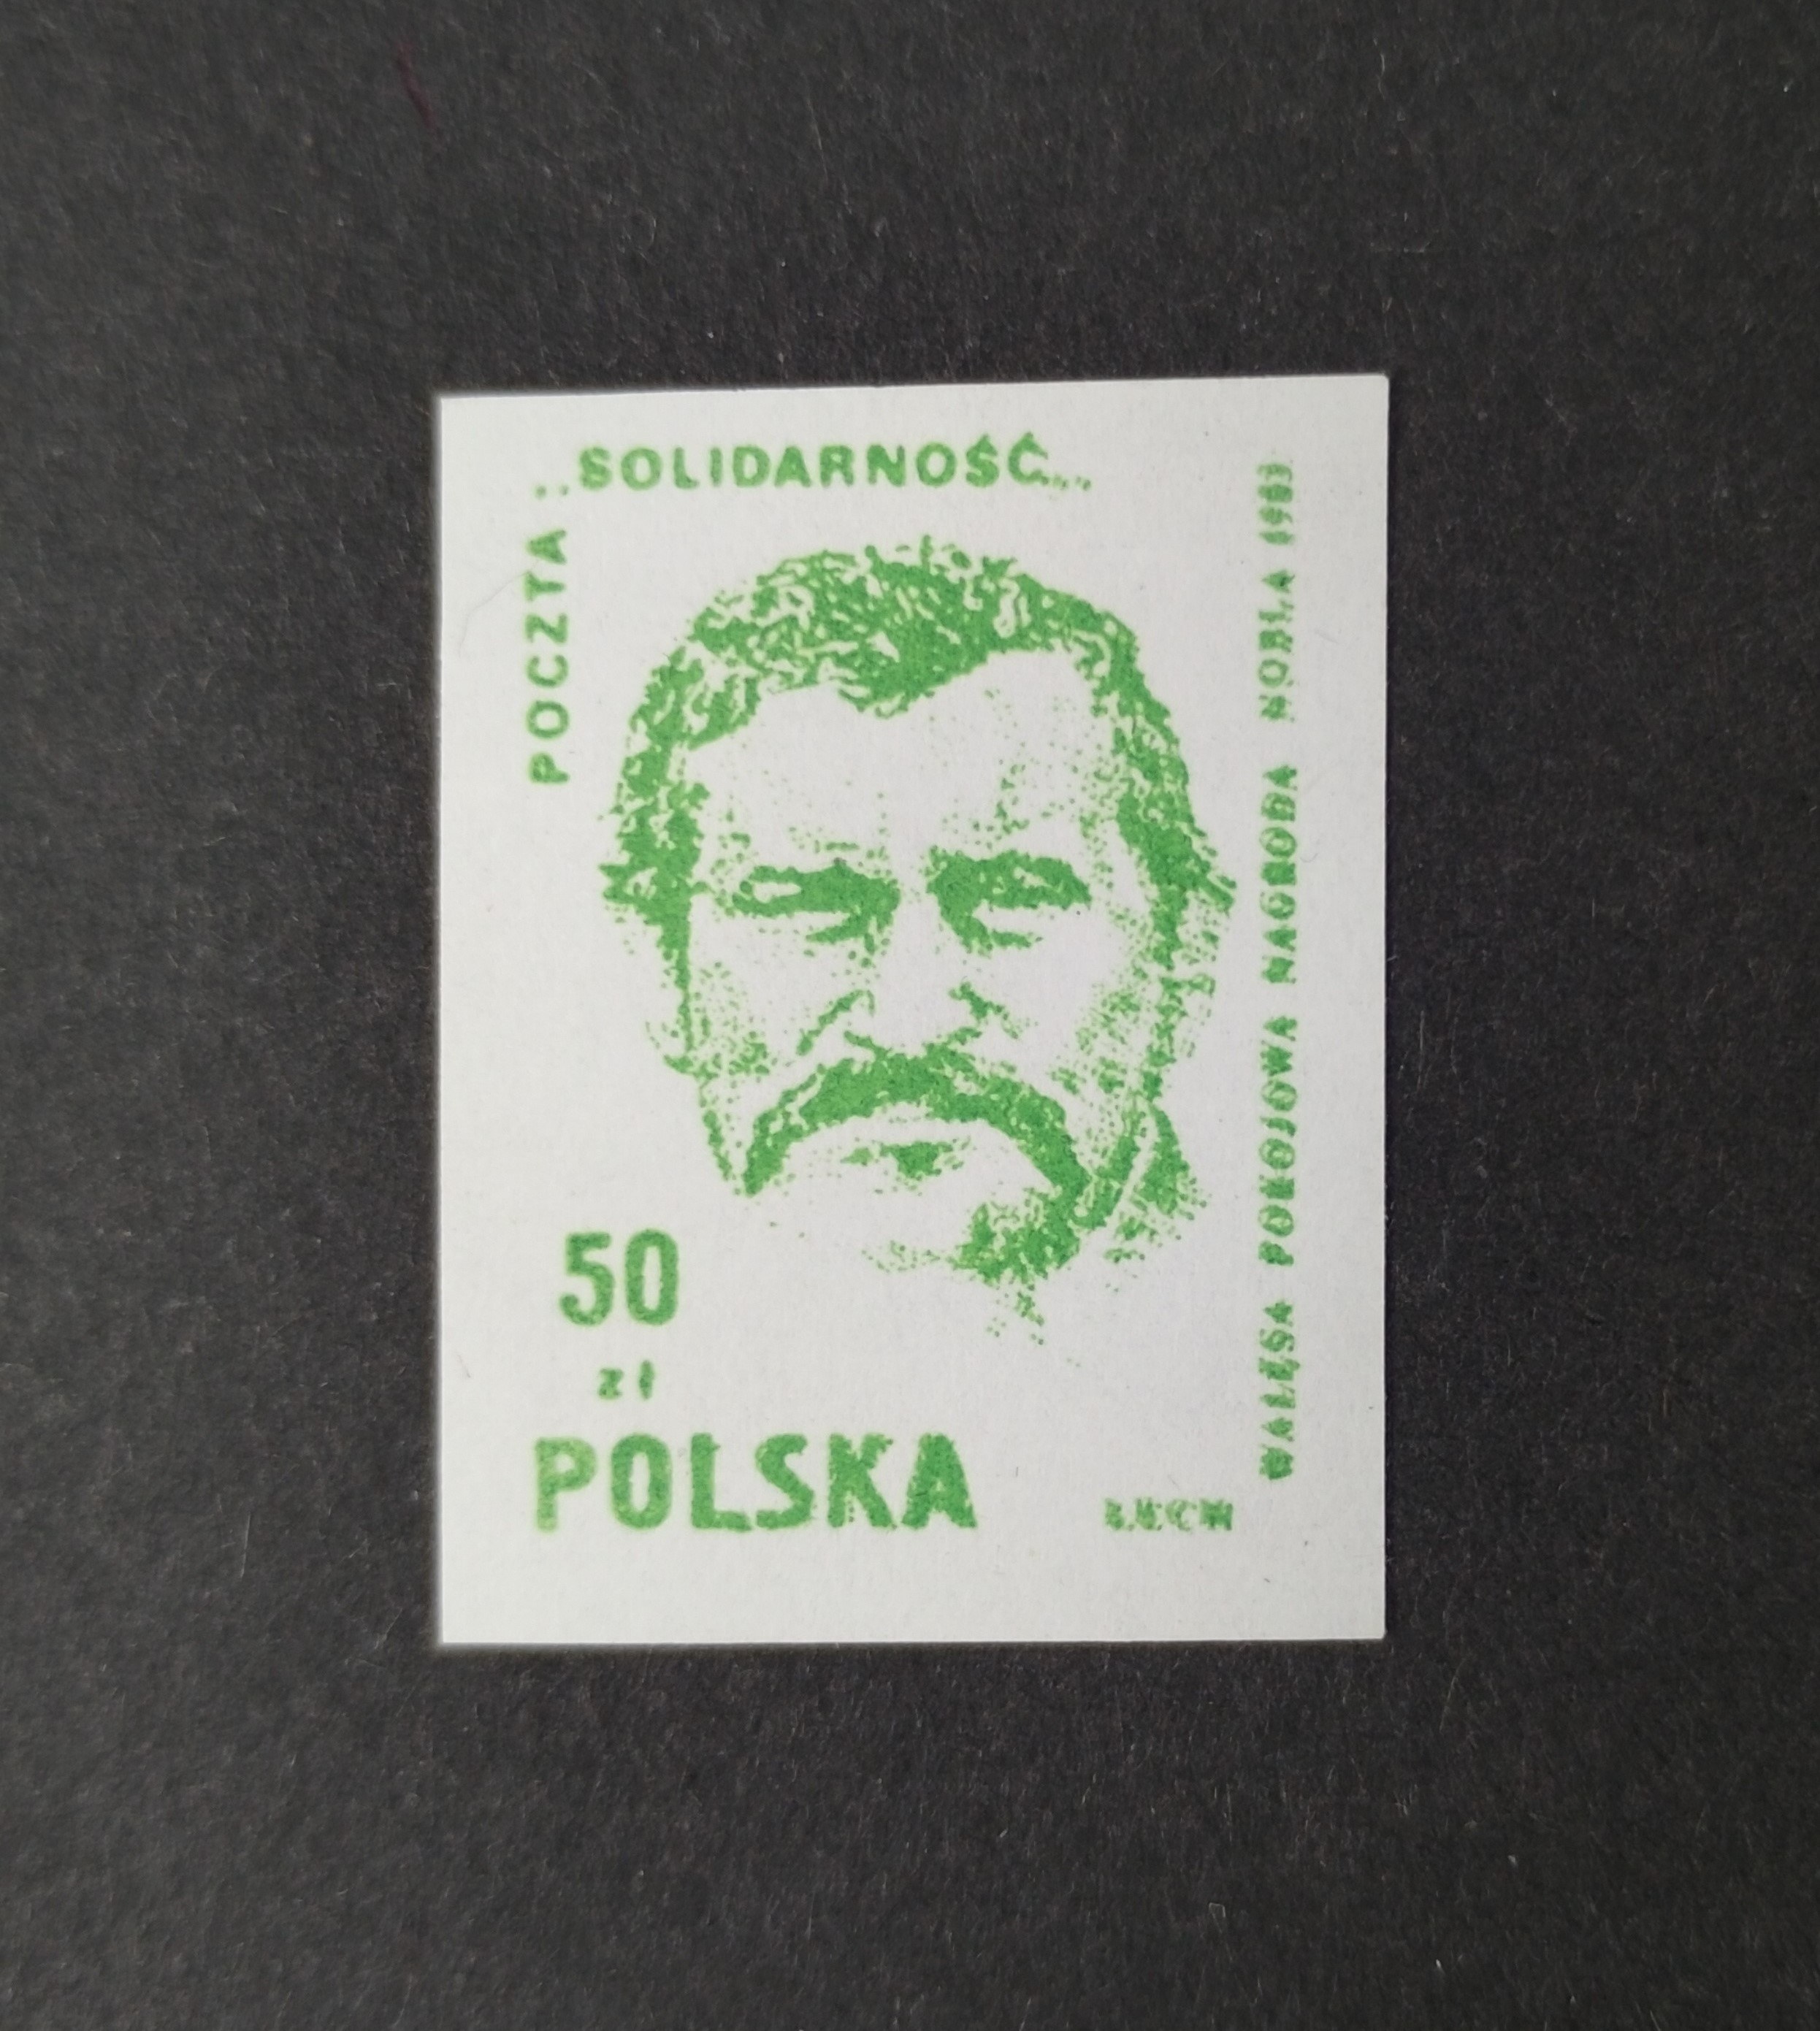 POCZTA
„SOLIDARNOŚĆ„
50
zł
POLSKA
LECH
WAŁĘSA POKOJOWA NAGRODA NOBLA 1983